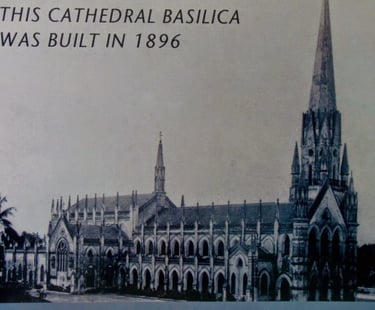 THIS CATHEDRAL BASILICA
WAS BUILT IN 1896